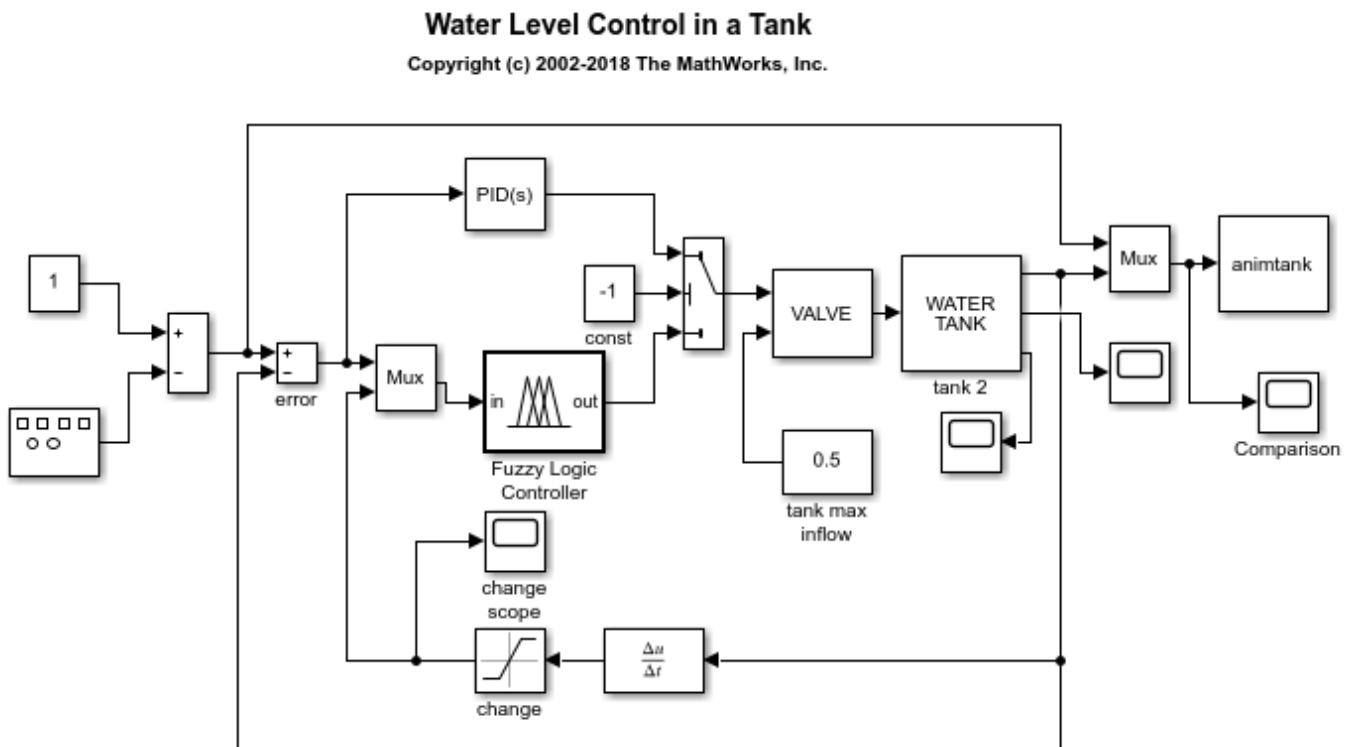 Water Level Control in a Tank
Copyright (c) 2002-2018 The MathWorks, Inc.
PID(s)
1
-1
const
+
−
+
−
error
Mux
in
out
Fuzzy Logic
Controller
VALVE
WATER
TANK
tank 2
0.5
tank max
inflow
Mux
animtank
Comparison
change
scope
Δu
Δt
change